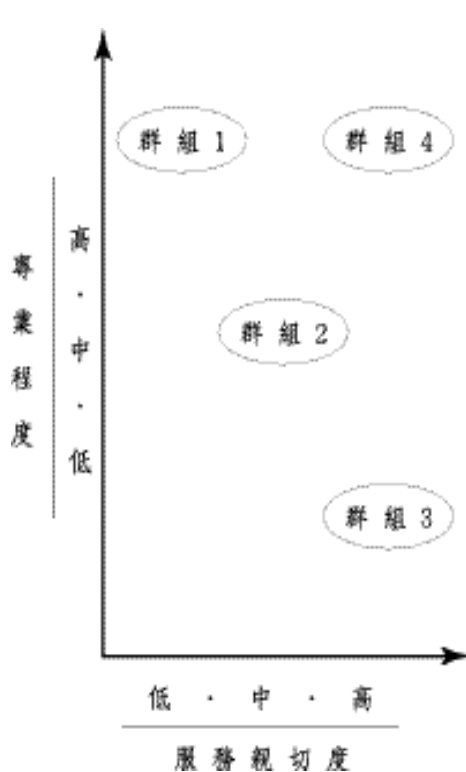 群組1
群組4
群組2
群組3
專業程度
高・中・低
低・中・高
服務親切度